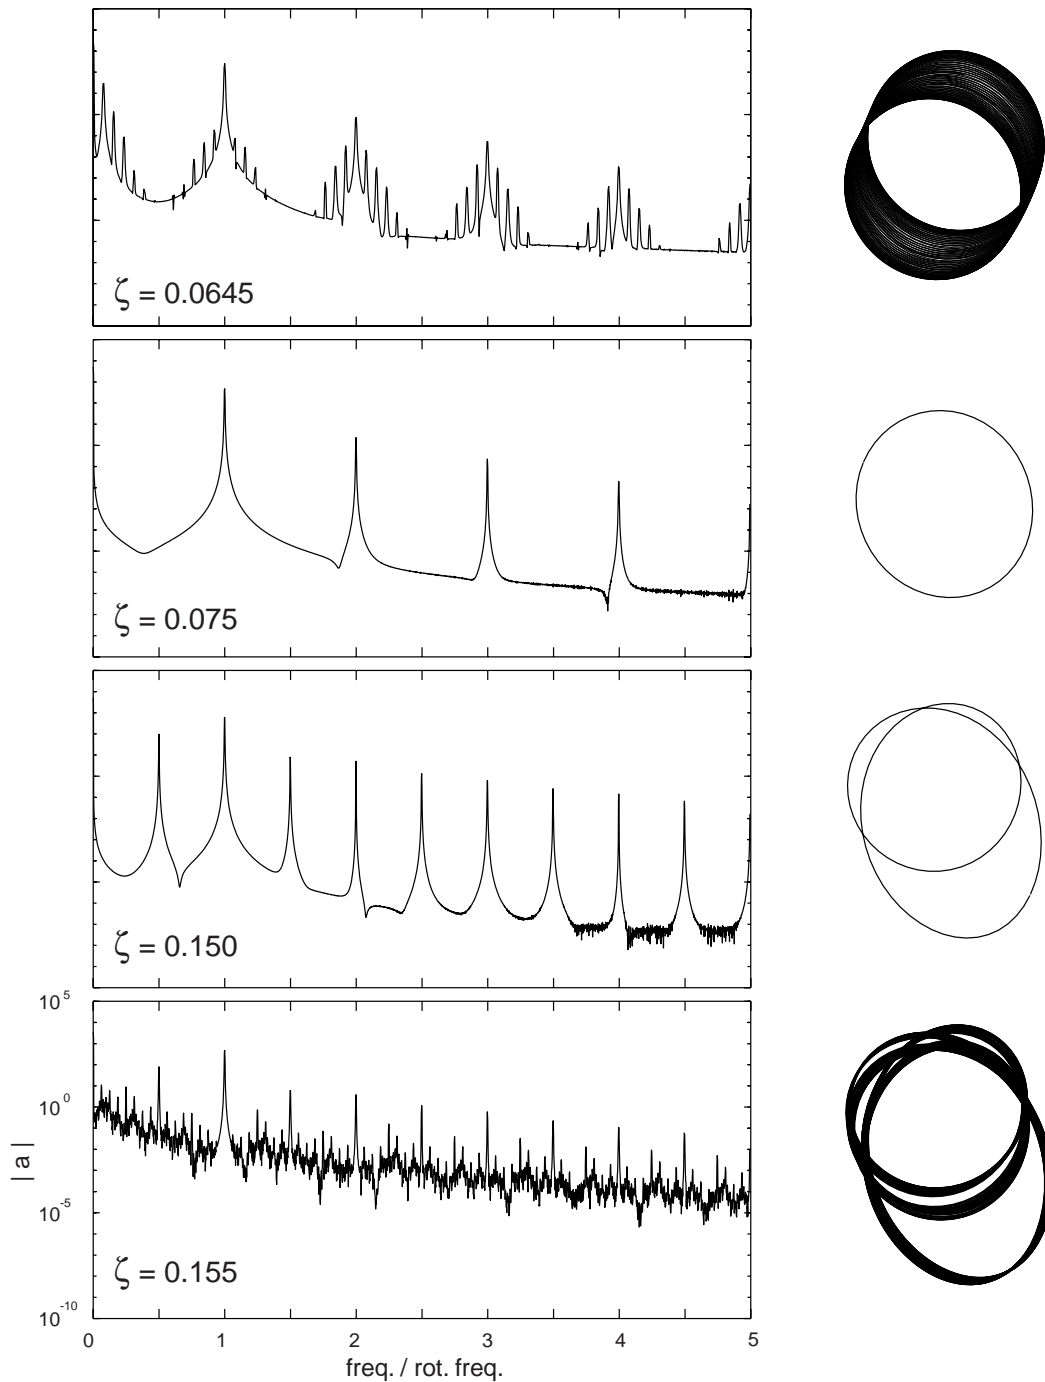 ζ = 0.0645
ζ = 0.075
ζ = 0.150
10^5
10^0
| a |
10^-5
ζ = 0.155
10^-10
0 1 2 3 4 5
freq. / rot. freq.